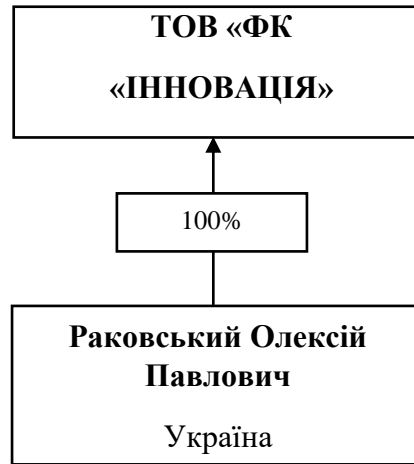 ТОВ «ФК
«ІННОВАЦІЯ»
100%
Раковський Олексій
Павлович
Україна